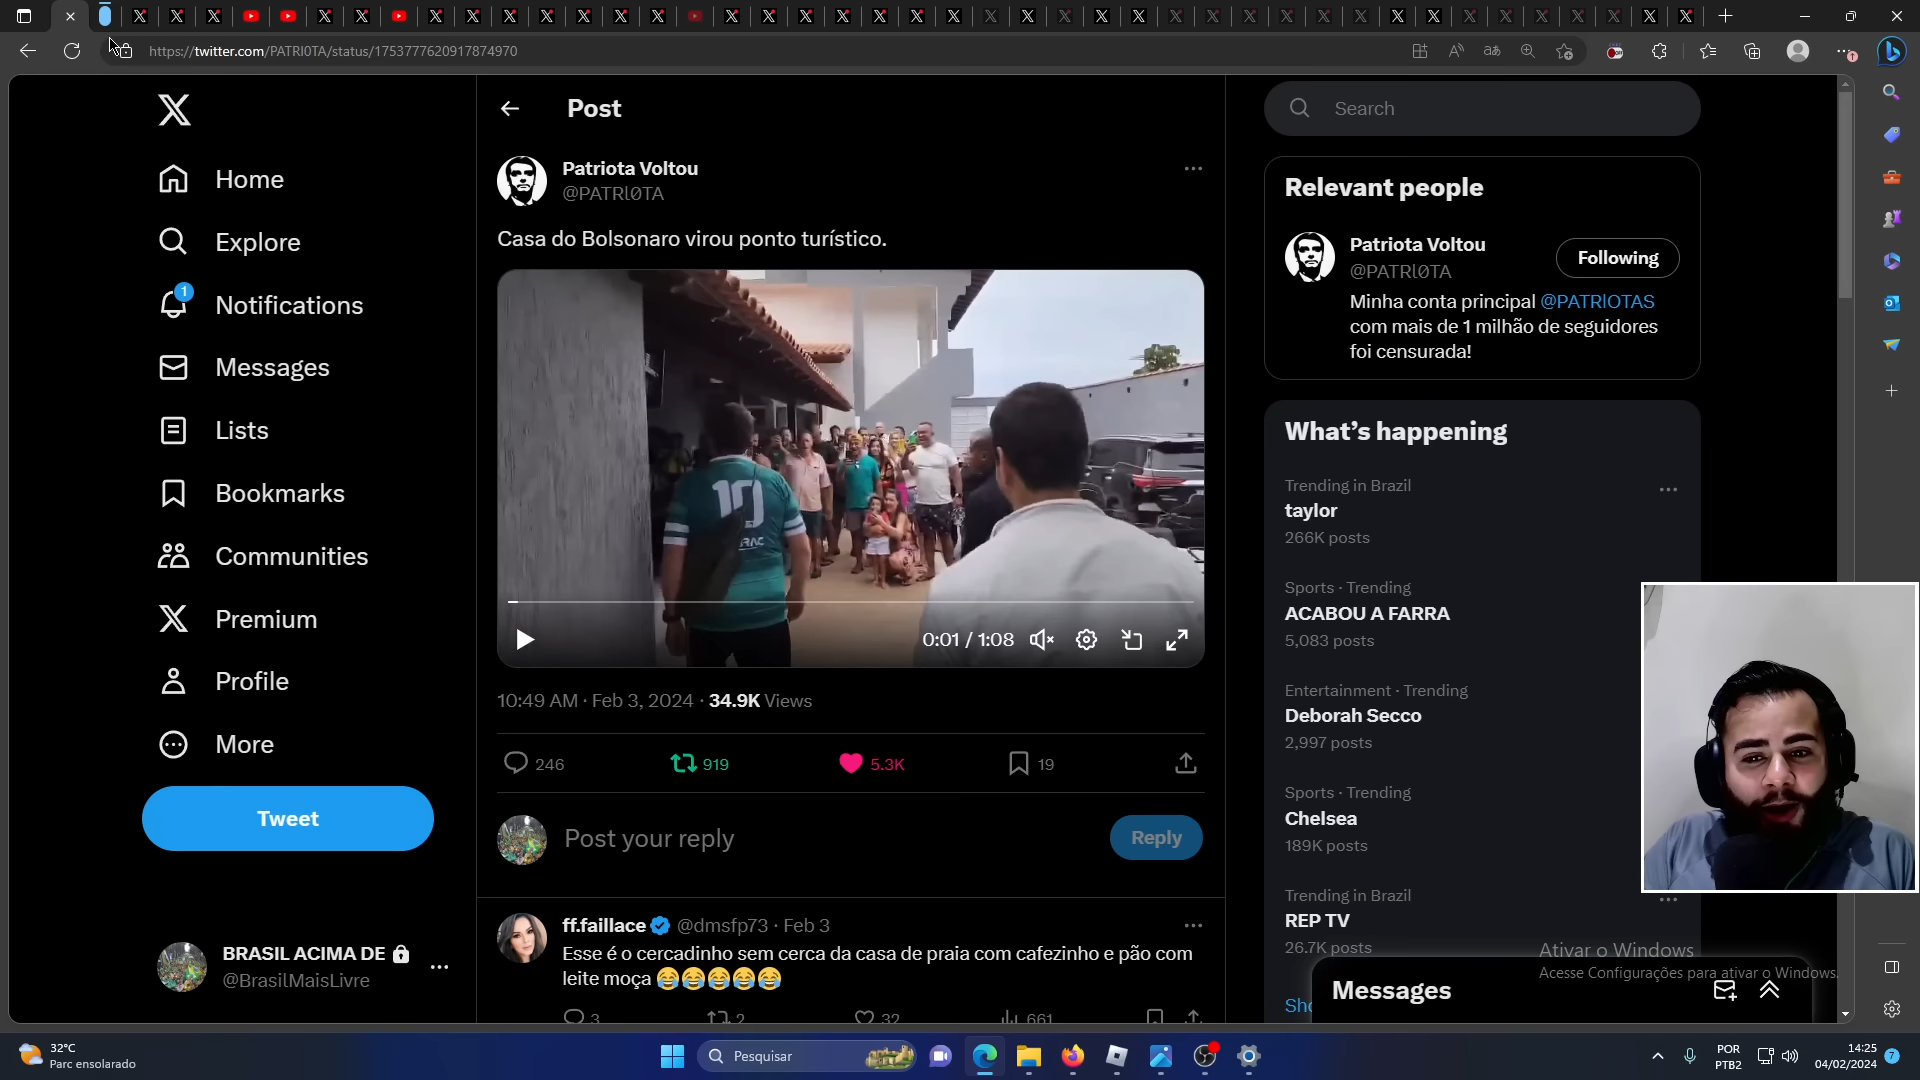 https://twitter.com/PATRl0TA/status/1753777620917874970
Home
Explore
1
Notifications
Messages
Lists
Bookmarks
Communities
Premium
Profile
More
Tweet
BRASIL ACIMA DE
@BrasilMaisLivre
Post
Patriota Voltou
@PATRl0TA
Casa do Bolsonaro virou ponto turístico.
10
0:01 / 1:08
10:49 AM · Feb 3, 2024 · 34.9K Views
246
919
5.3K
19
Post your reply
Reply
ff.faillace @dmsfp73 · Feb 3
Esse é o cercadinho sem cerca da casa de praia com cafezinho e pão com
leite moça 😂😂😂😂😂
3
2
32
661
Search
Relevant people
Patriota Voltou
@PATRl0TA
Following
Minha conta principal @PATRlOTAS
com mais de 1 milhão de seguidores
foi censurada!
What's happening
Trending in Brazil
taylor
266K posts
Sports · Trending
ACABOU A FARRA
5,083 posts
Entertainment · Trending
Deborah Secco
2,997 posts
Sports · Trending
Chelsea
189K posts
Trending in Brazil
REP TV
26.7K posts
Ativar o Windows
Acesse Configurações para ativar o Windows.
Messages
32°C
Parc ensolarado
Pesquisar
POR
PTB2
14:25
04/02/2024
7